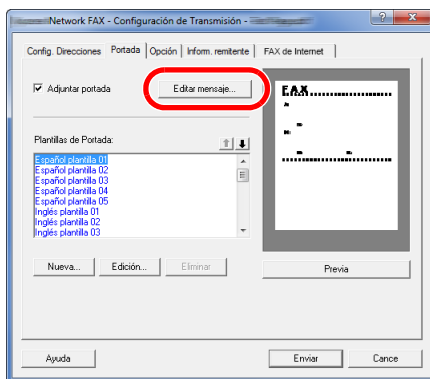 Network FAX - Configuración de Transmisión -
Config. Direcciones Portada Opción Inform. remitente FAX de Internet
Adjuntar portada
Editar mensaje...
FAX
Plantillas de Portada:
Español plantilla 01
Español plantilla 02
Español plantilla 03
Español plantilla 04
Español plantilla 05
Inglés plantilla 01
Inglés plantilla 02
Inglés plantilla 03
Nueva... Edición... Eliminar
Previa
Ayuda Enviar Cance